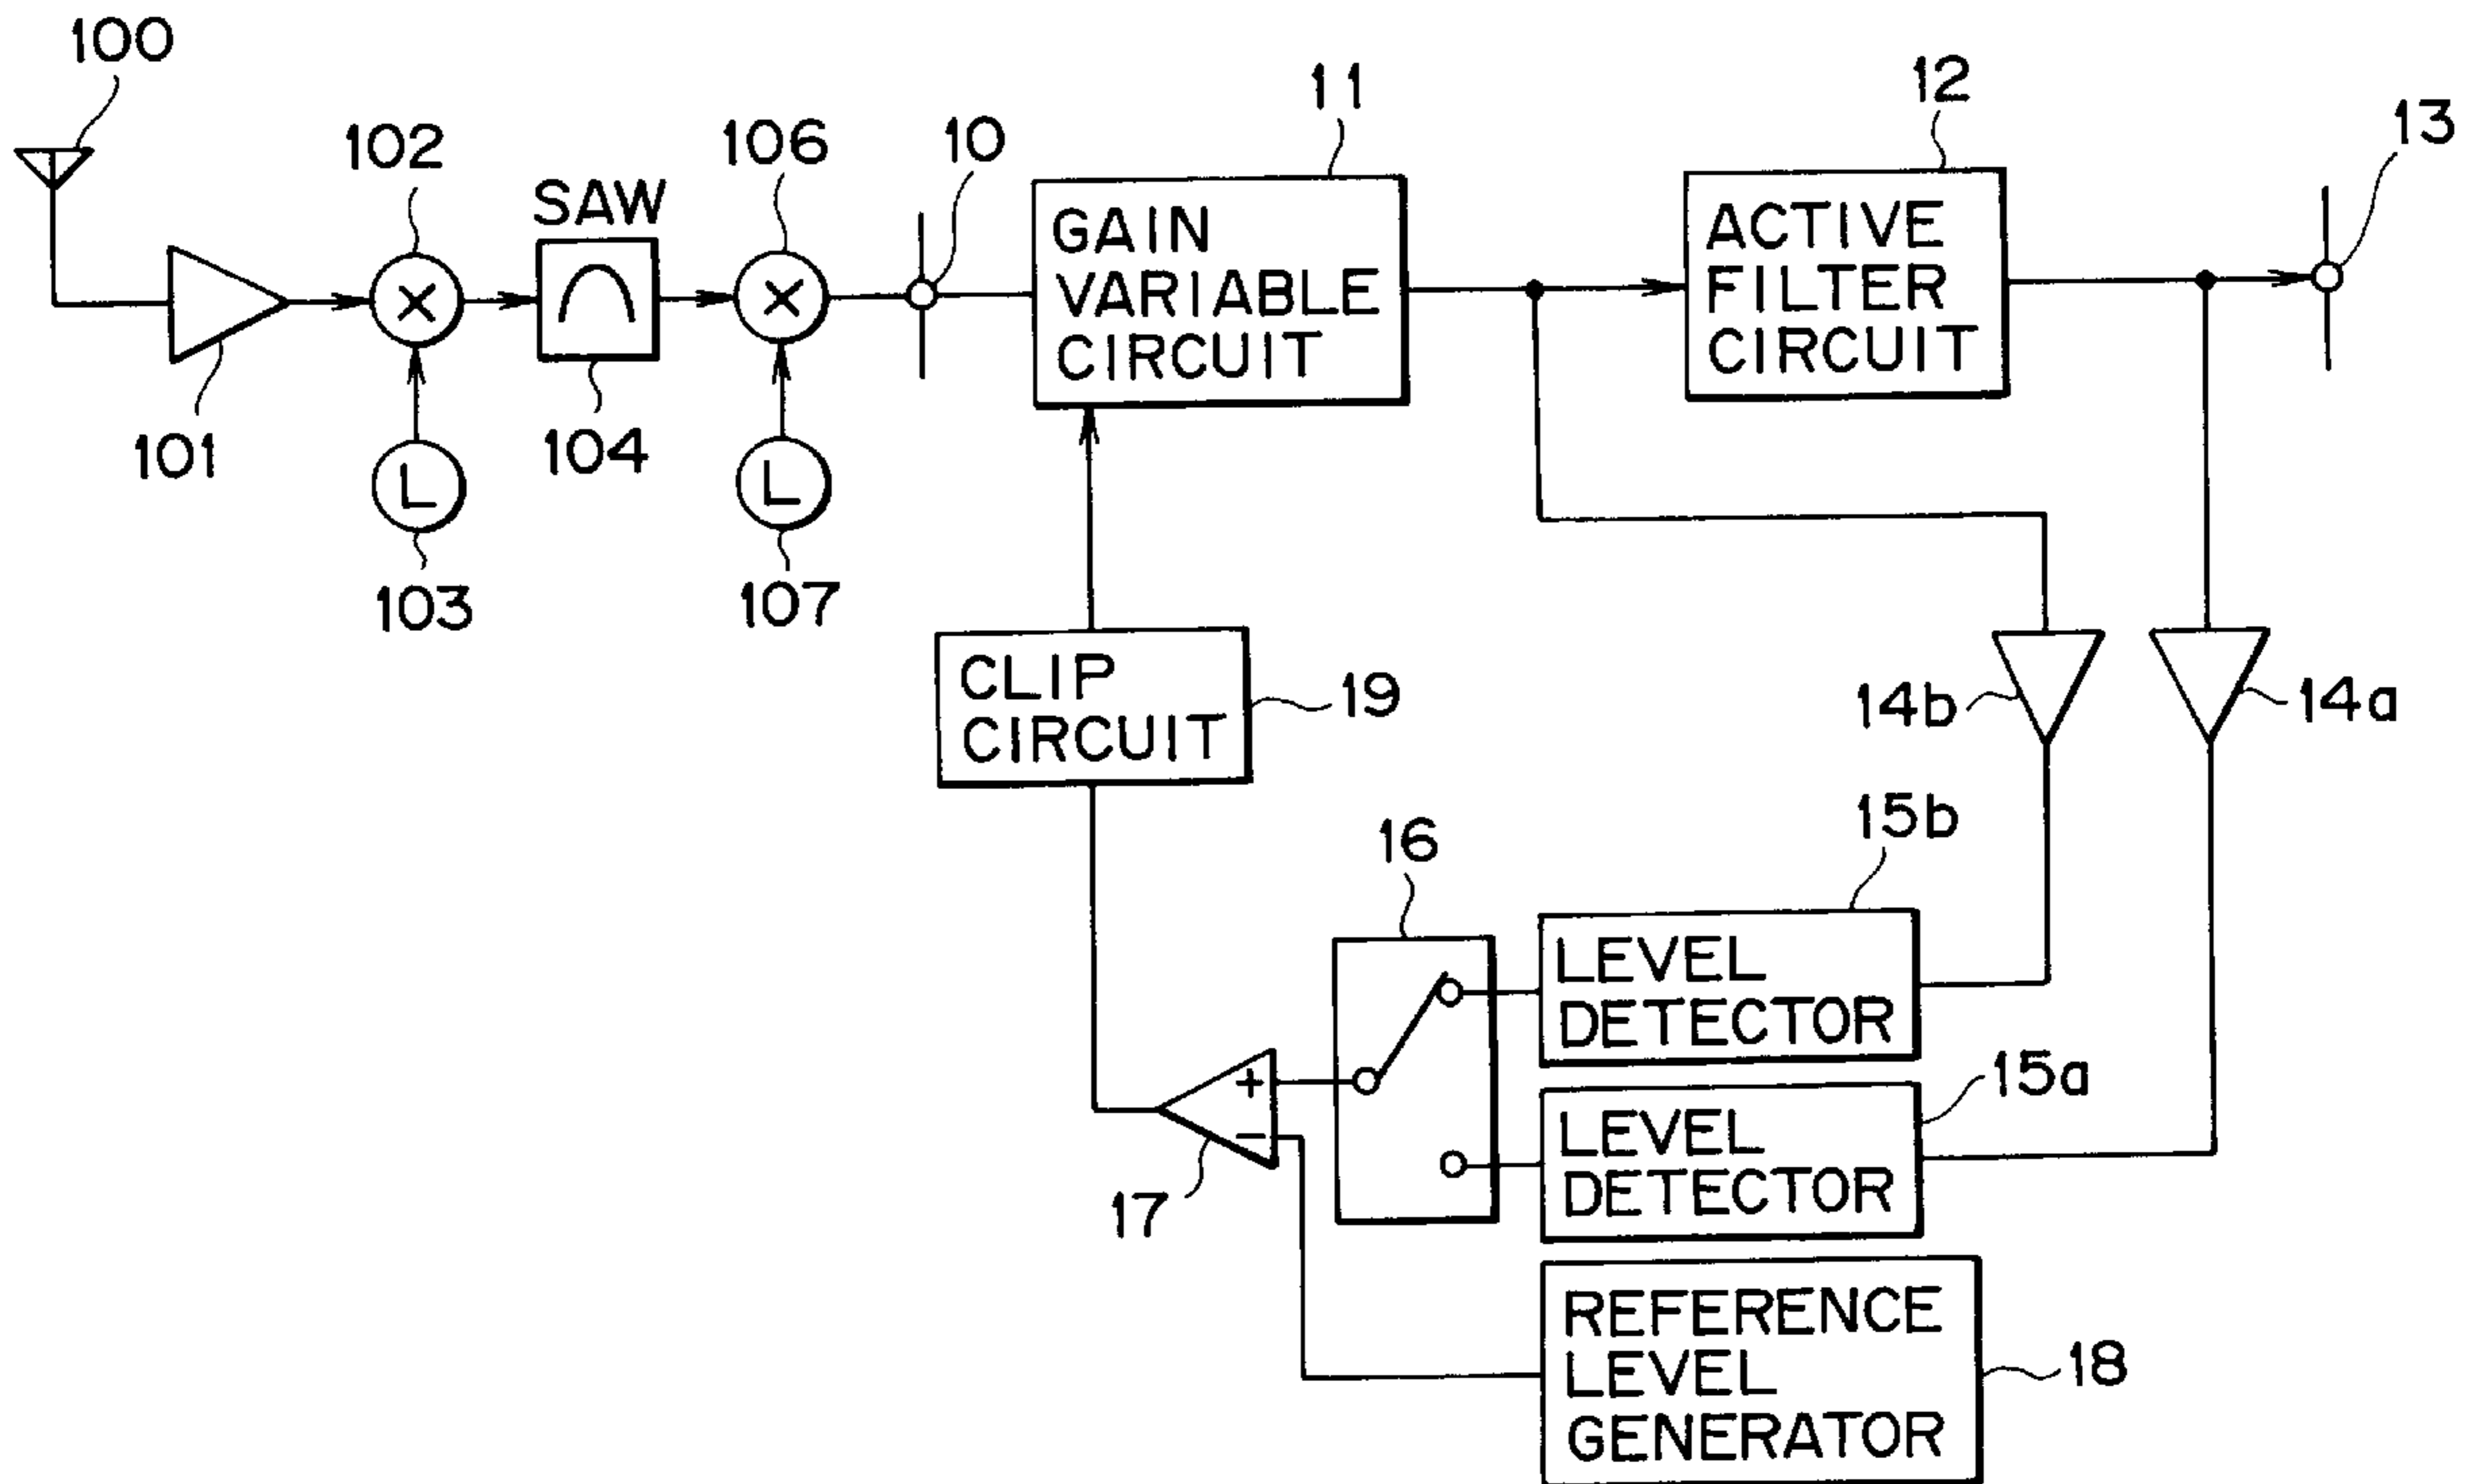 100
102
SAW
106
10
11
12
13
GAIN
VARIABLE
CIRCUIT
ACTIVE
FILTER
CIRCUIT
101
L
103
104
L
107
CLIP
CIRCUIT
19
14b
14a
16
15b
LEVEL
DETECTOR
15a
LEVEL
DETECTOR
+
−
17
REFERENCE
LEVEL
GENERATOR
18